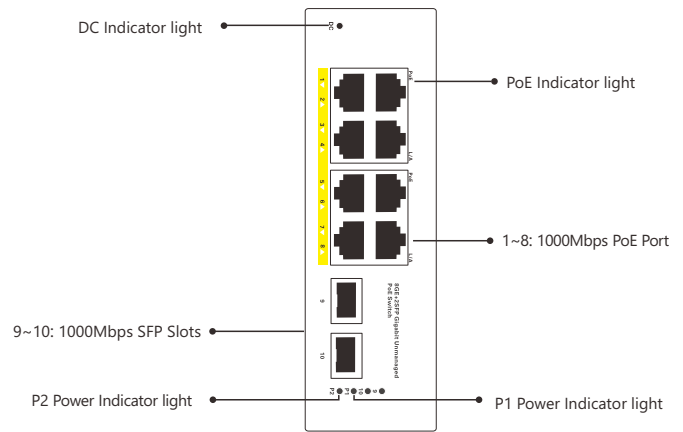 DC Indicator light
DC
PoE
PoE Indicator light
1
2
3
4
L/A
PoE
5
6
7
8
L/A
1~8: 1000Mbps PoE Port
8GE+2SFP Gigabit Unmanaged
PoE Switch
9
9~10: 1000Mbps SFP Slots
10
P2 P1 10 9
P2 Power Indicator light
P1 Power Indicator light